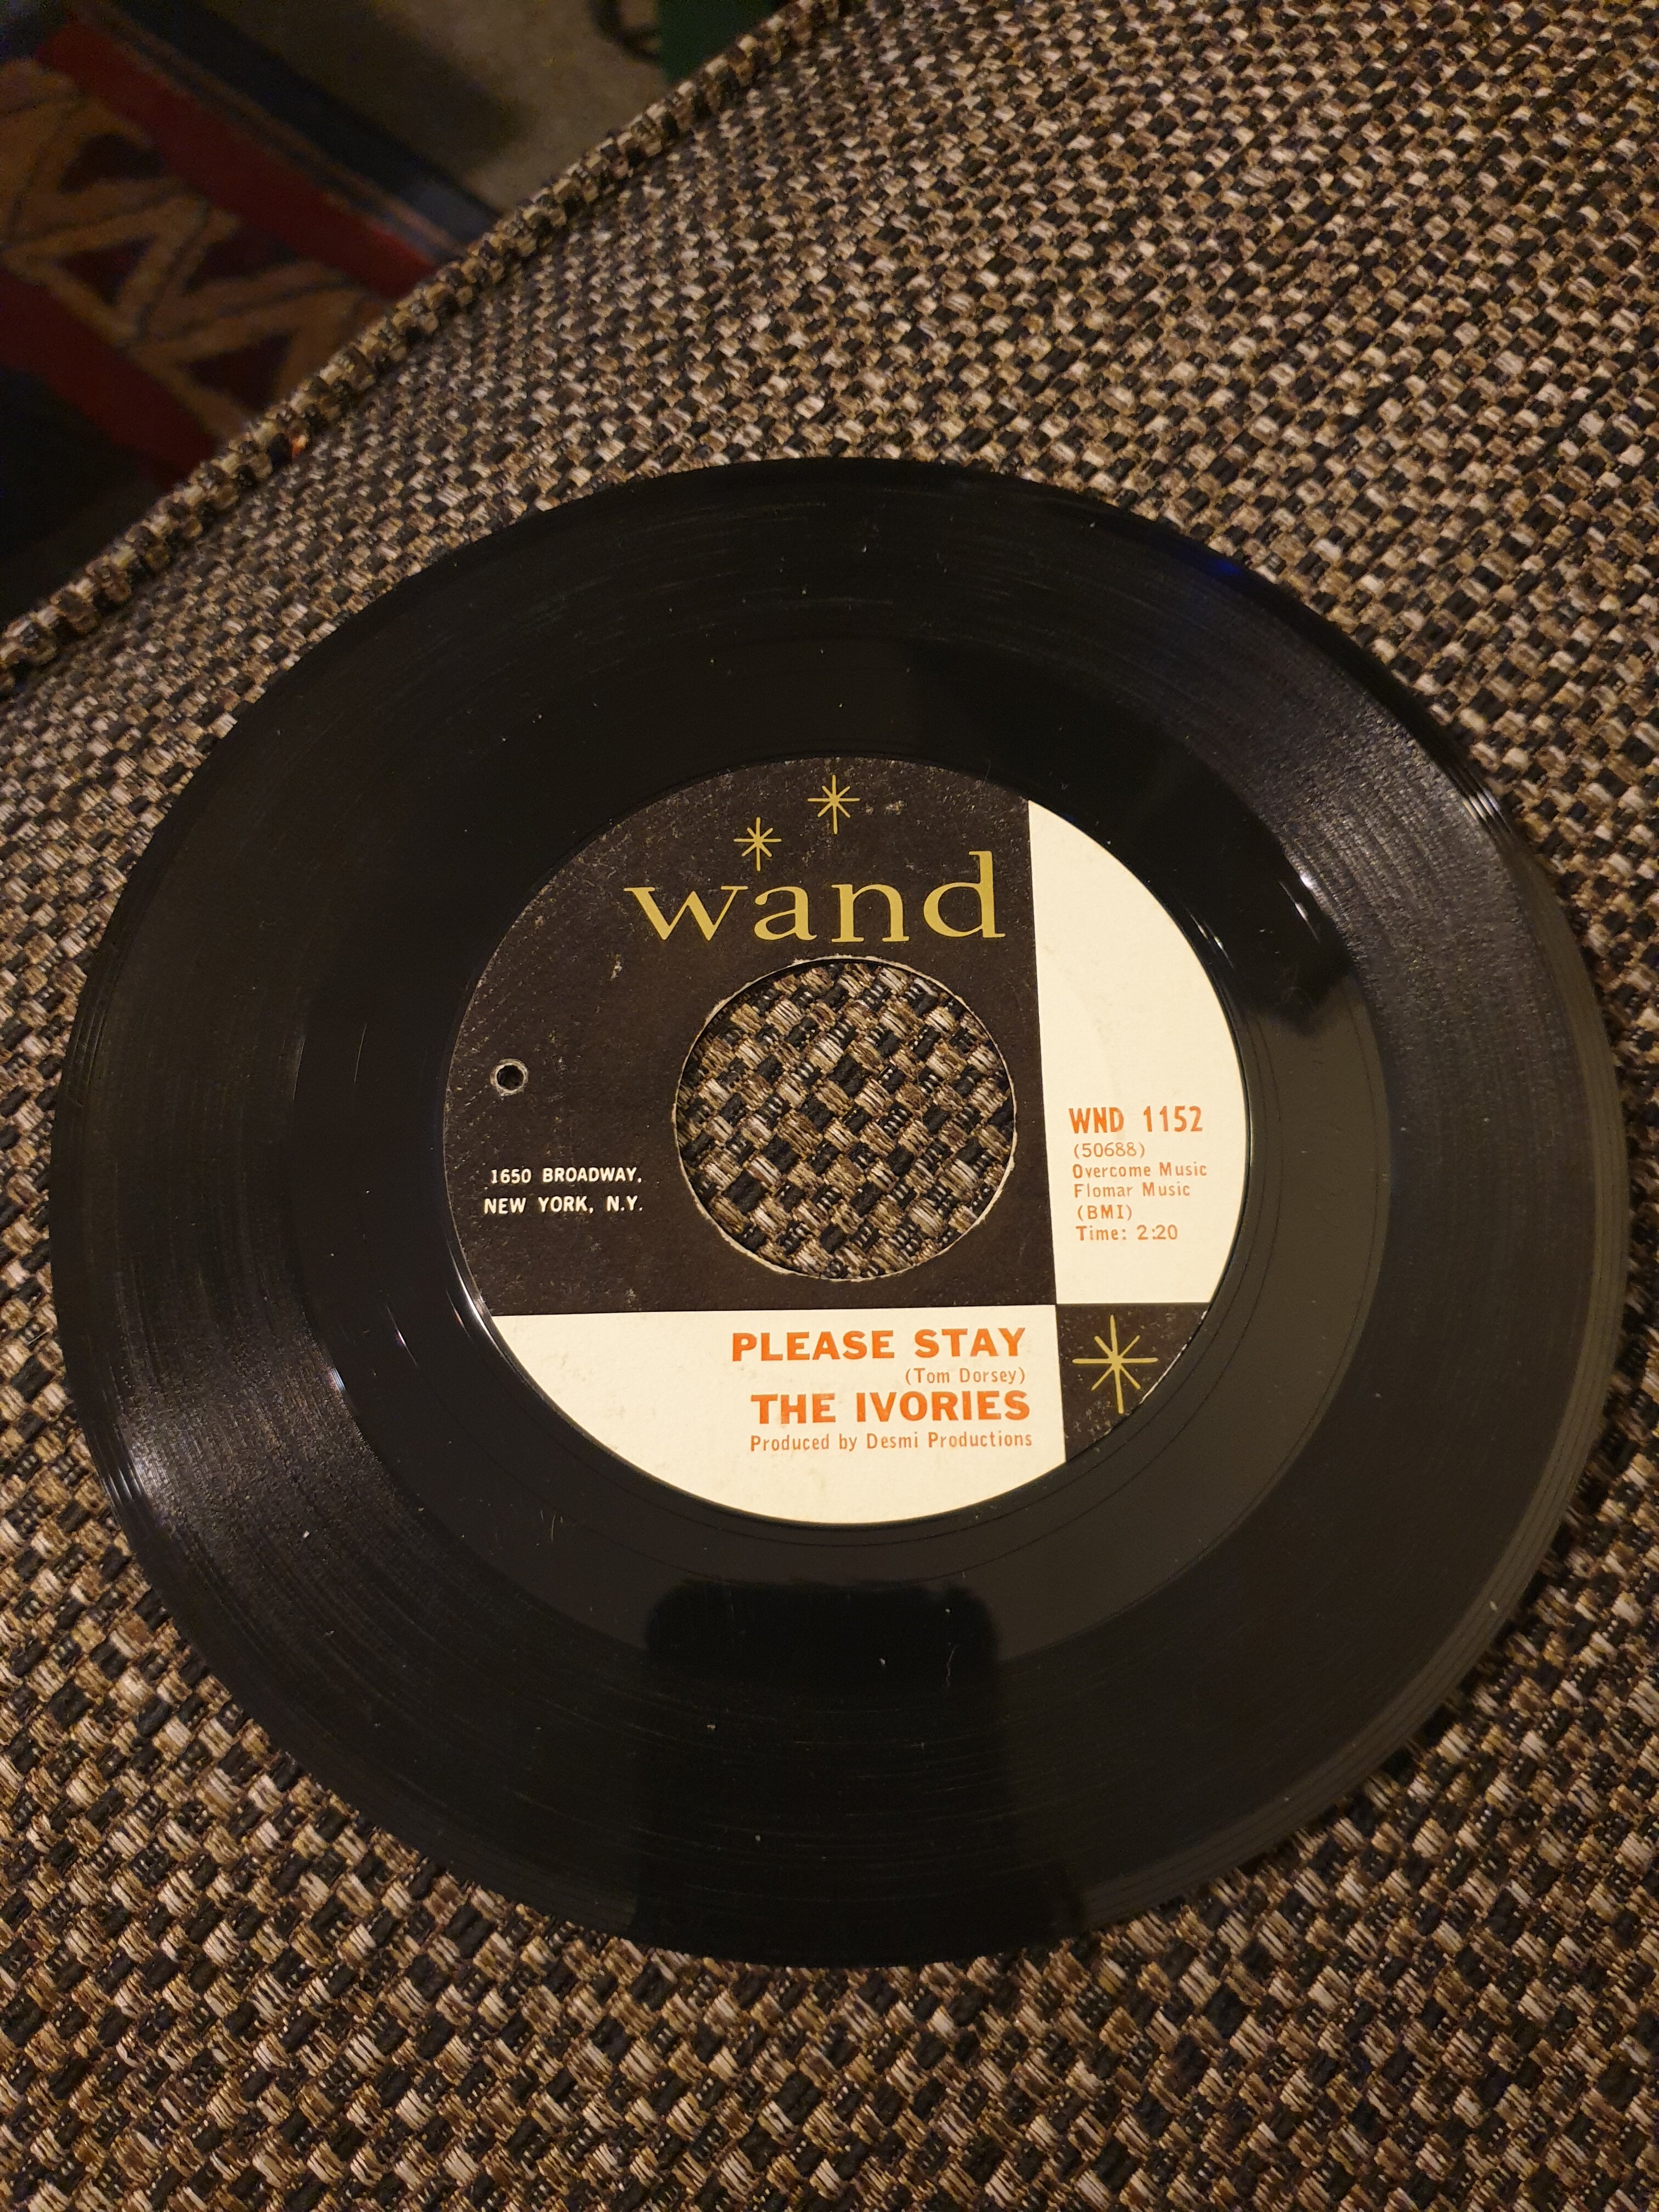 wand
1650 BROADWAY,
NEW YORK, N.Y.
WND 1152
(50688)
Overcome Music
Flomar Music
(BMI)
Time: 2:20
PLEASE STAY
(Tom Dorsey)
THE IVORIES
Produced by Desmi Productions